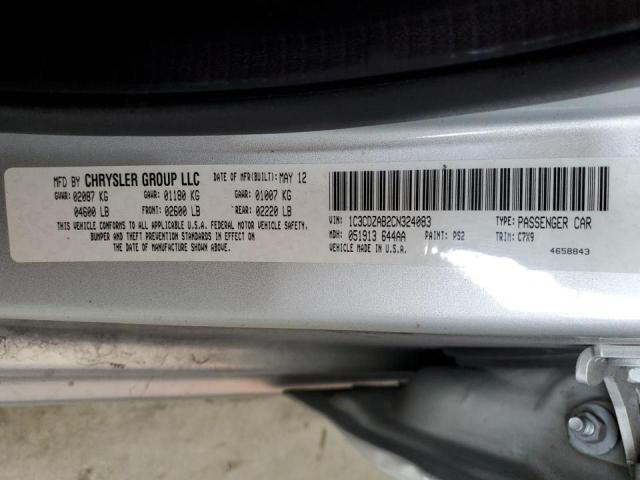 MFD BY CHRYSLER GROUP LLC DATE OF MFR(BUILT): MAY 12
GVWR: 02087 KG GAWR: 01180 KG GAWR: 01007 KG
04600 LB FRONT: 02600 LB REAR: 02220 LB
THIS VEHICLE CONFORMS TO ALL APPLICABLE U.S.A. FEDERAL MOTOR VEHICLE SAFETY,
BUMPER AND THEFT PREVENTION STANDARDS IN EFFECT ON
THE DATE OF MANUFACTURE SHOWN ABOVE.
VIN: 1C3CDZAB2CN324083 TYPE: PASSENGER CAR
MDH: 051913 644AA PAINT: PS2 TRIM: C7X9
VEHICLE MADE IN U.S.A. 4658843